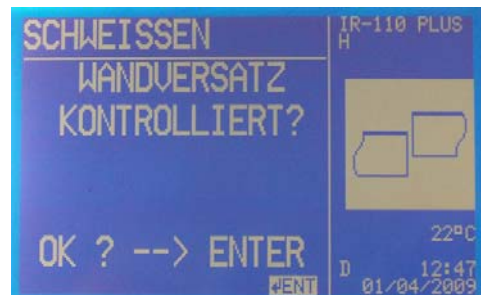 SCHWEISSEN
WANDVERSATZ
KONTROLLIERT?
OK ? --> ENTER
↲ENT
IR-110 PLUS
H
22°C
D 12:47
01/04/2009